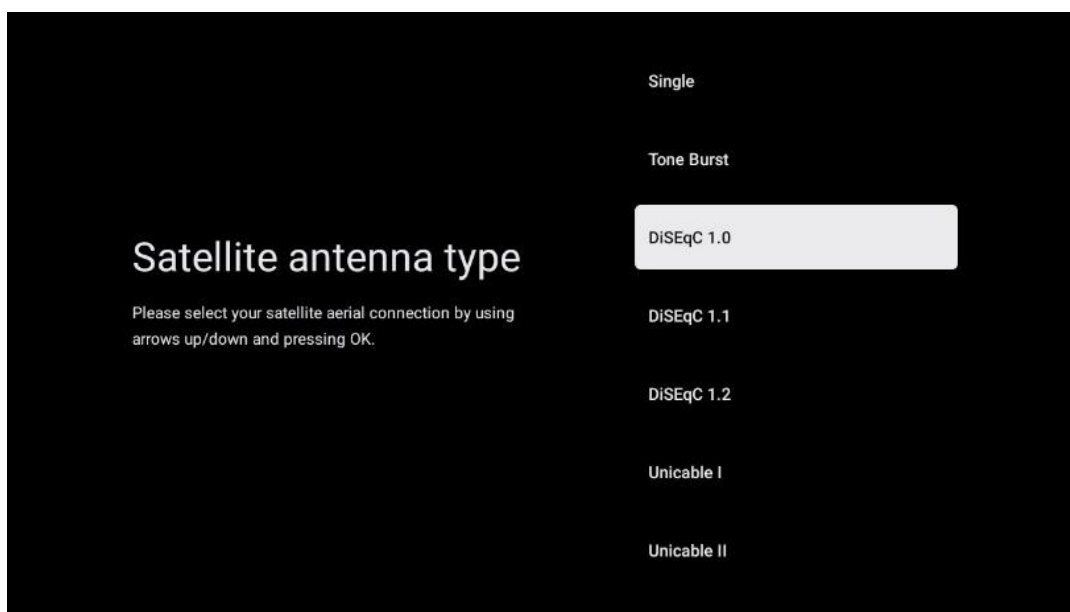 Satellite antenna type
Please select your satellite aerial connection by using
arrows up/down and pressing OK.
Single
Tone Burst
DiSEqC 1.0
DiSEqC 1.1
DiSEqC 1.2
Unicable I
Unicable II